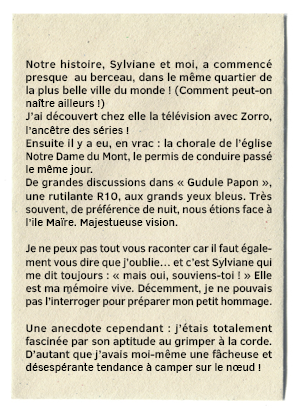 Notre histoire, Sylviane et moi, a commencé
presque au berceau, dans le même quartier de
la plus belle ville du monde ! (Comment peut-on
naître ailleurs !)
J'ai découvert chez elle la télévision avec Zorro,
l'ancêtre des séries !
Ensuite il y a eu, en vrac : la chorale de l'église
Notre Dame du Mont, le permis de conduire passé
le même jour.
De grandes discussions dans « Gudule Papon »,
une rutilante R10, aux grands yeux bleus. Très
souvent, de préférence de nuit, nous étions face à
l'ile Maïre. Majestueuse vision.
Je ne peux pas tout vous raconter car il faut égale-
ment vous dire que j'oublie... et c'est Sylviane qui
me dit toujours : « mais oui, souviens-toi ! » Elle
est ma mémoire vive. Décemment, je ne pouvais
pas l'interroger pour préparer mon petit hommage.
Une anecdote cependant : j'étais totalement
fascinée par son aptitude au grimper à la corde.
D'autant que j'avais moi-même une fâcheuse et
désespérante tendance à camper sur le nœud !